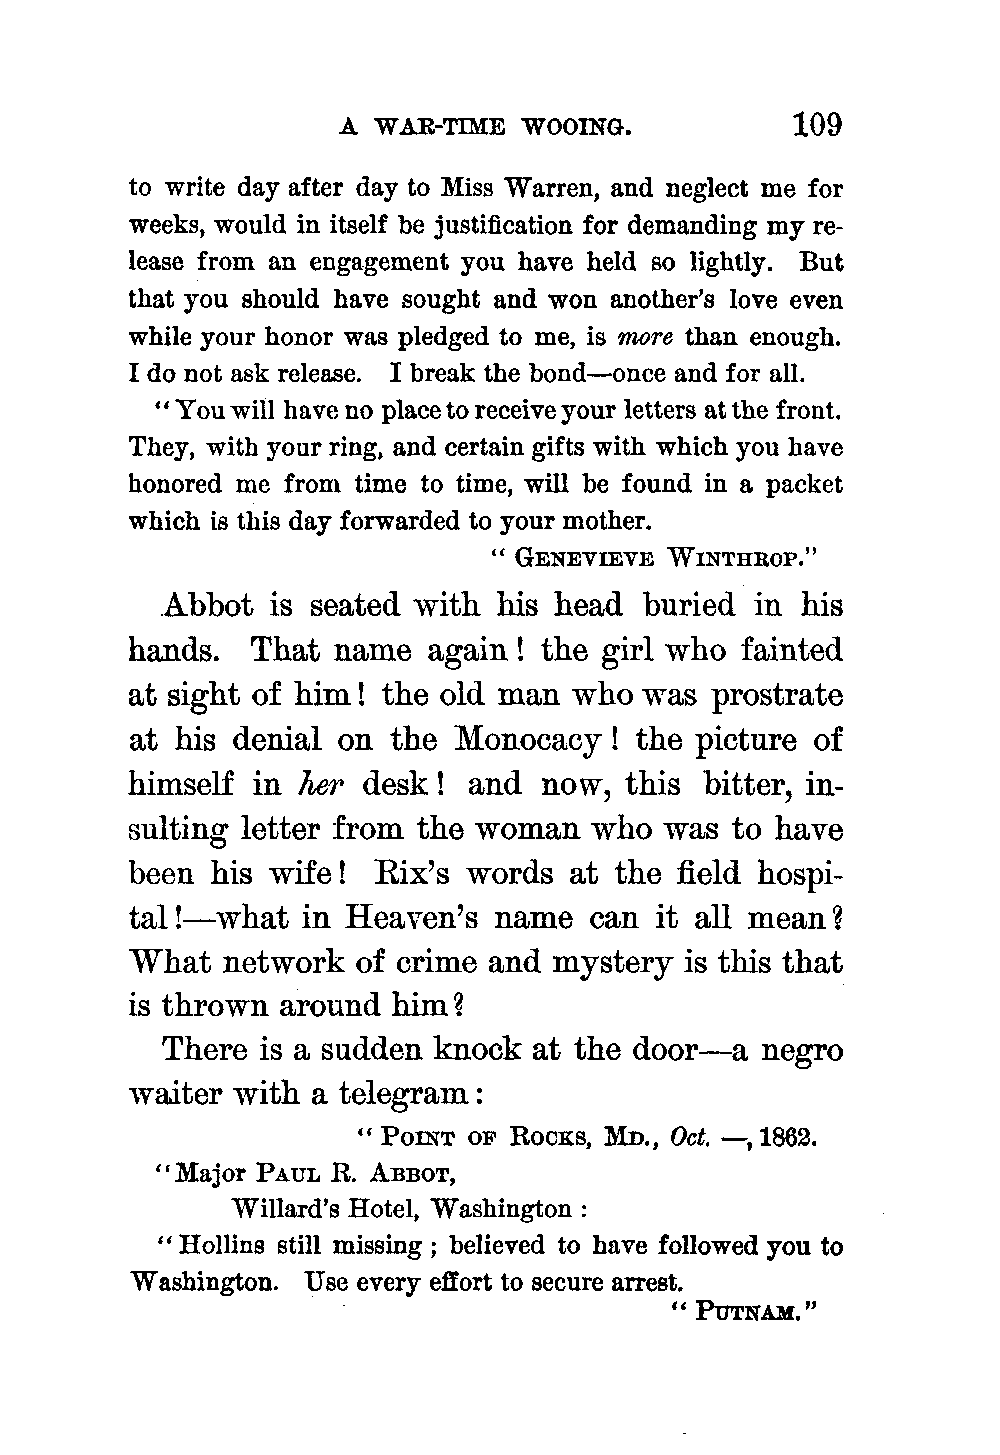 A WAR-TIME WOOING. 109
to write day after day to Miss Warren, and neglect me for
weeks, would in itself be justification for demanding my re-
lease from an engagement you have held so lightly. But
that you should have sought and won another's love even
while your honor was pledged to me, is more than enough.
I do not ask release. I break the bond—once and for all.
"You will have no place to receive your letters at the front.
They, with your ring, and certain gifts with which you have
honored me from time to time, will be found in a packet
which is this day forwarded to your mother.
"GENEVIEVE WINTHROP."
Abbot is seated with his head buried in his
hands. That name again! the girl who fainted
at sight of him! the old man who was prostrate
at his denial on the Monocacy! the picture of
himself in her desk! and now, this bitter, in-
sulting letter from the woman who was to have
been his wife! Rix's words at the field hospi-
tal!—what in Heaven's name can it all mean?
What network of crime and mystery is this that
is thrown around him?
There is a sudden knock at the door—a negro
waiter with a telegram:
"POINT OF ROCKS, MD., Oct. —, 1862.
"Major PAUL R. ABBOT,
Willard's Hotel, Washington:
"Hollins still missing; believed to have followed you to
Washington. Use every effort to secure arrest.
"PUTNAM."